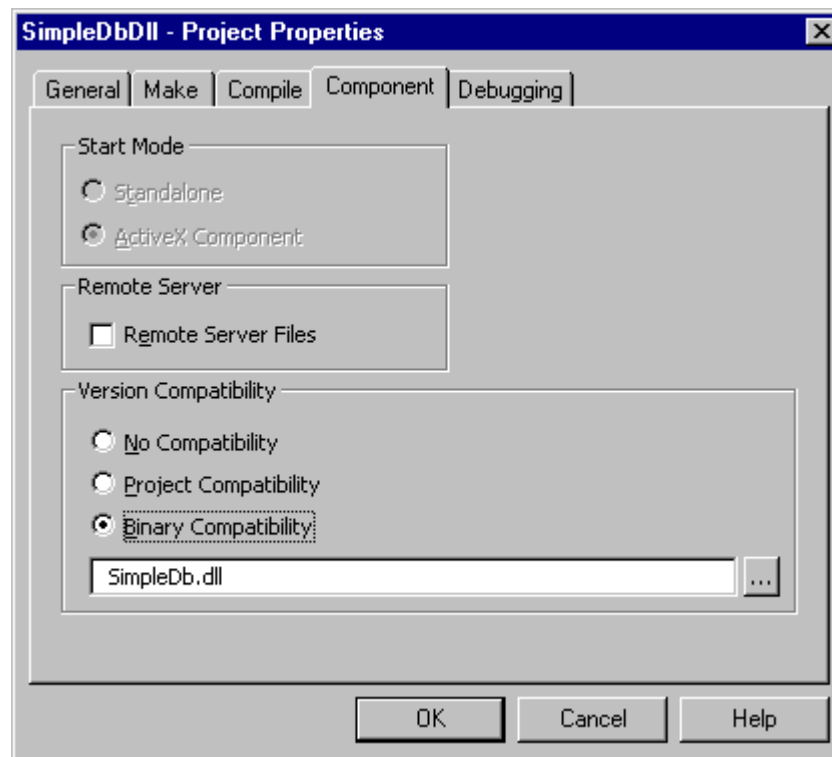 SimpleDbDll - Project Properties
General Make Compile Component Debugging
Start Mode
Standalone
ActiveX Component
Remote Server
Remote Server Files
Version Compatibility
No Compatibility
Project Compatibility
Binary Compatibility
SimpleDb.dll ...
OK Cancel Help